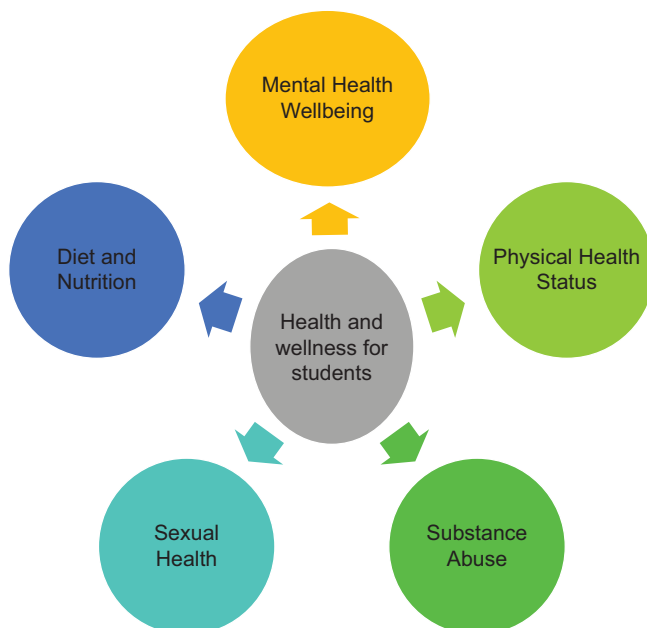 Mental Health
Wellbeing
Diet and
Nutrition
Physical Health
Status
Health and
wellness for
students
Sexual
Health
Substance
Abuse